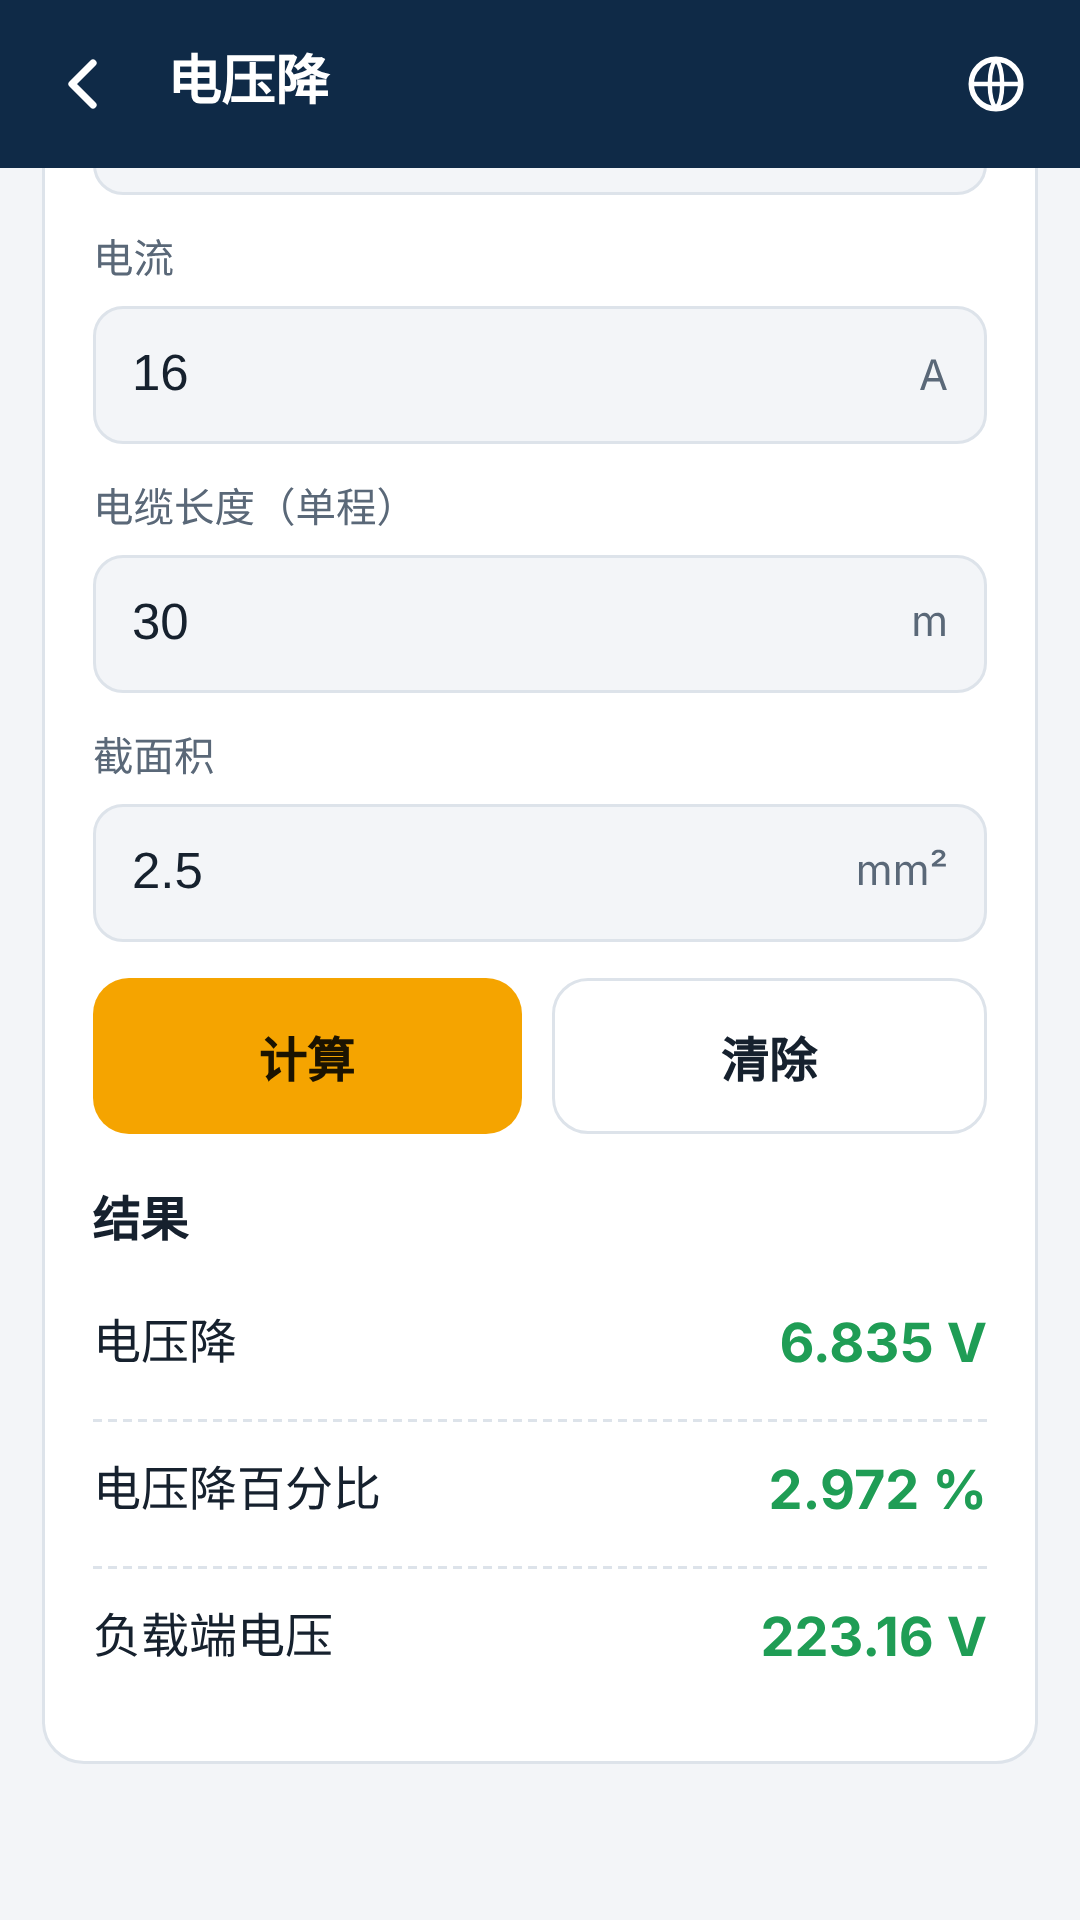 电压降
电流
16 A
电缆长度（单程）
30 m
截面积
2.5 mm²
计算 清除
结果
电压降 6.835 V
电压降百分比 2.972 %
负载端电压 223.16 V